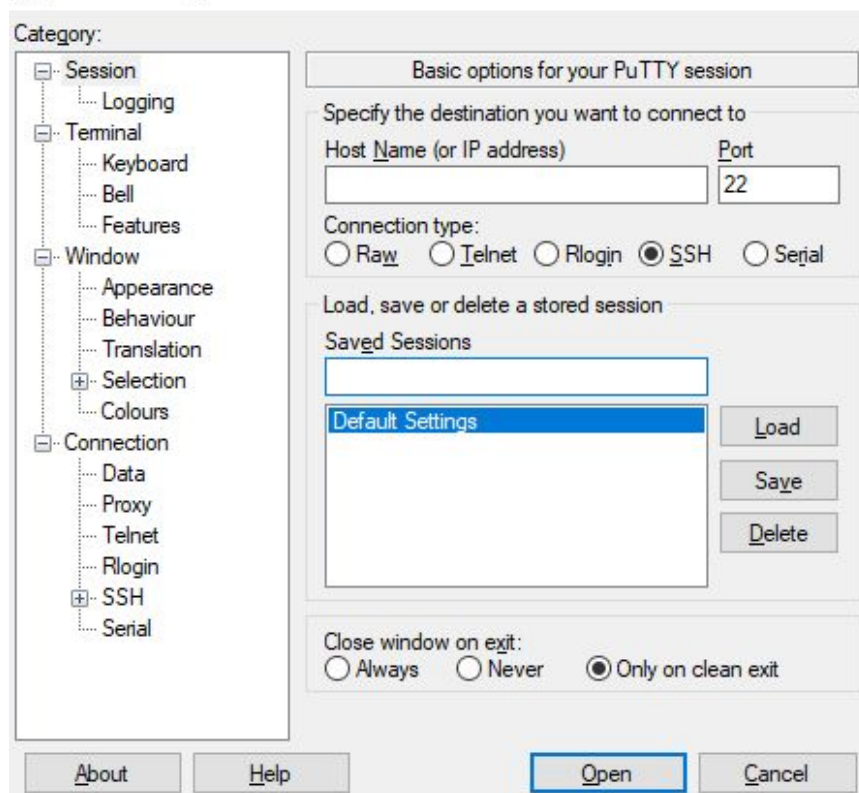 Category:
Session
Logging
Terminal
Keyboard
Bell
Features
Window
Appearance
Behaviour
Translation
Selection
Colours
Connection
Data
Proxy
Telnet
Rlogin
SSH
Serial
Basic options for your PuTTY session
Specify the destination you want to connect to
Host Name (or IP address) Port
22
Connection type:
Raw Telnet Rlogin SSH Serial
Load, save or delete a stored session
Saved Sessions
Default Settings
Load
Save
Delete
Close window on exit:
Always Never Only on clean exit
About Help Open Cancel